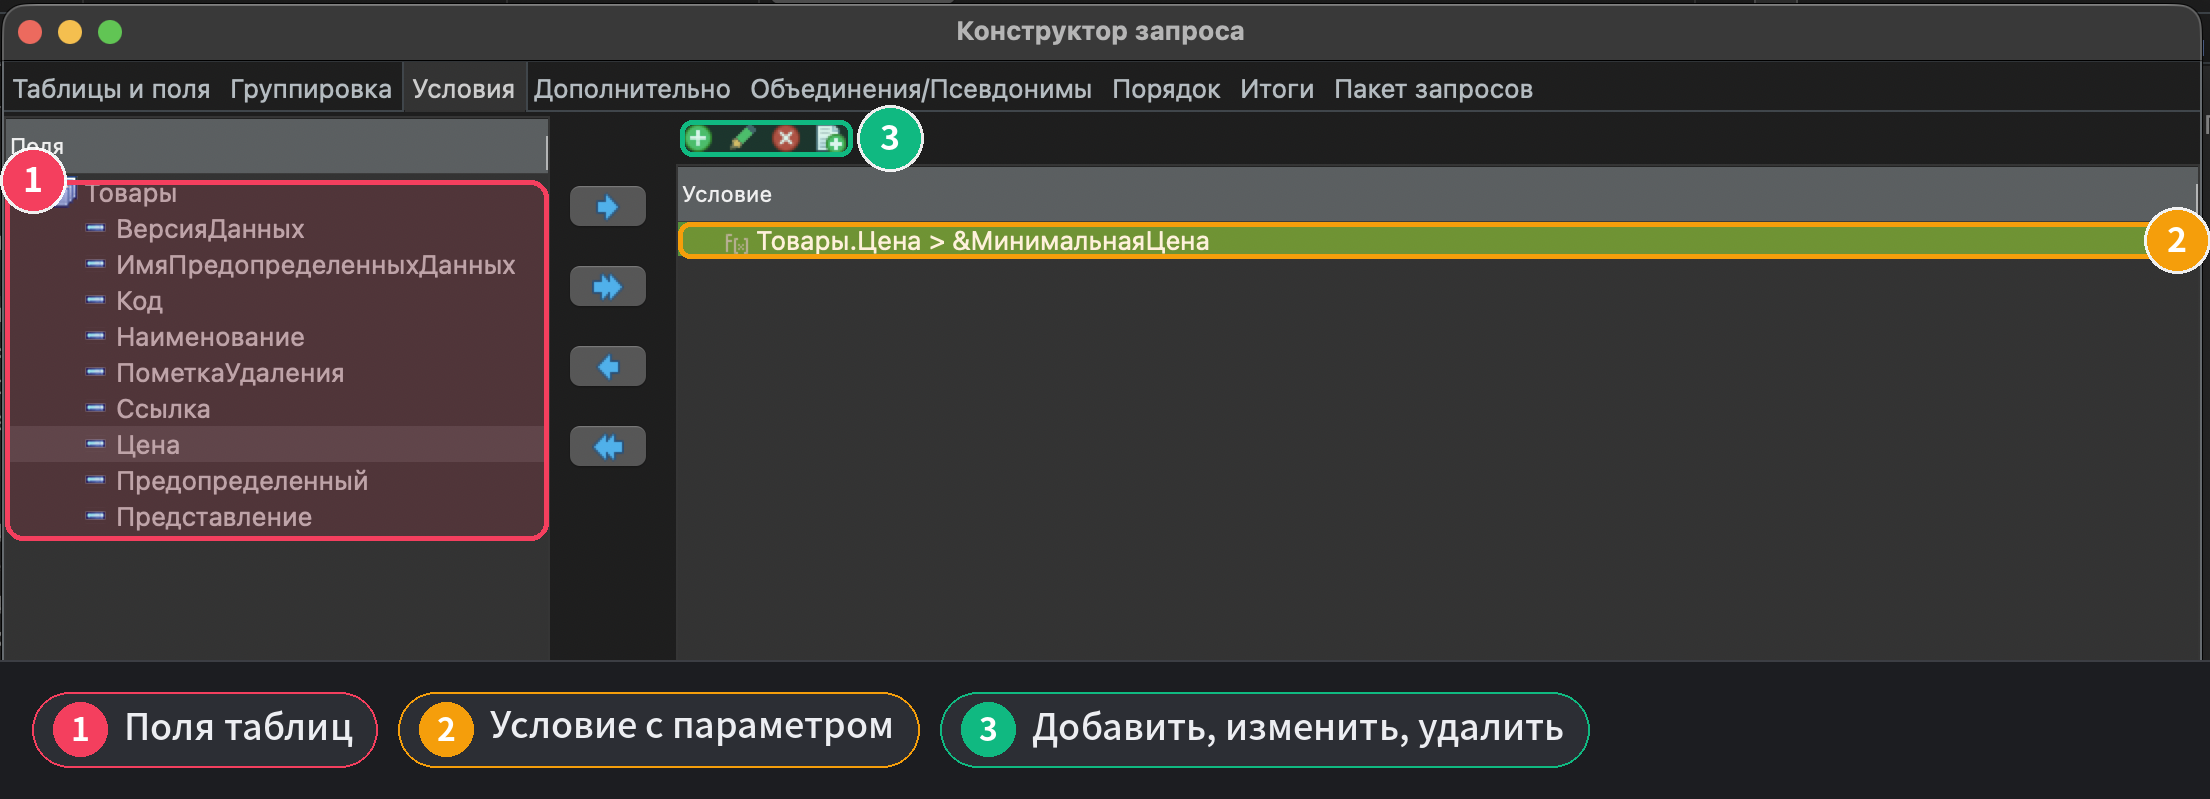 Конструктор запроса
Таблицы и поля Группировка Условия Дополнительно Объединения/Псевдонимы Порядок Итоги Пакет запросов
3
Поля
1
Товары
ВерсияДанных
ИмяПредопределенныхДанных
Код
Наименование
ПометкаУдаления
Ссылка
Цена
Предопределенный
Представление
Условие
Товары.Цена > &МинимальнаяЦена
2
1 Поля таблиц
2 Условие с параметром
3 Добавить, изменить, удалить